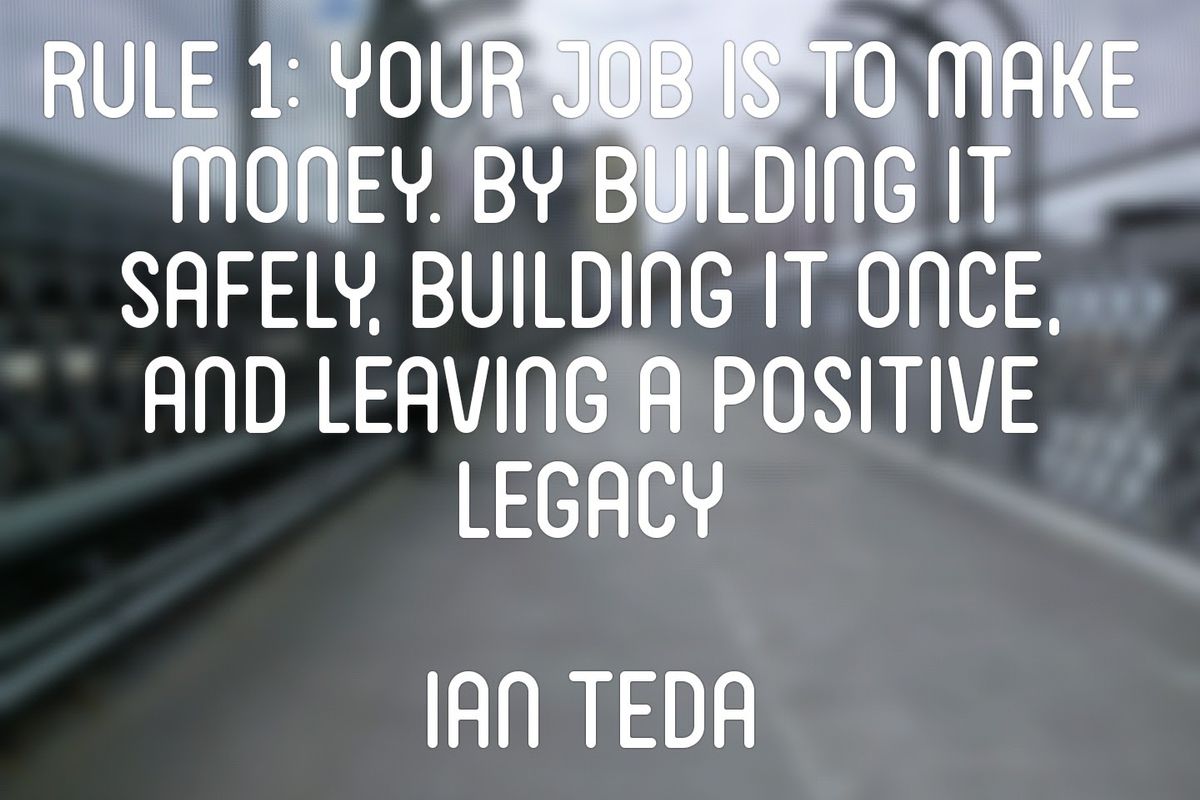 RULE 1: YOUR JOB IS TO MAKE
MONEY. BY BUILDING IT
SAFELY, BUILDING IT ONCE,
AND LEAVING A POSITIVE
LEGACY
IAN TEDA